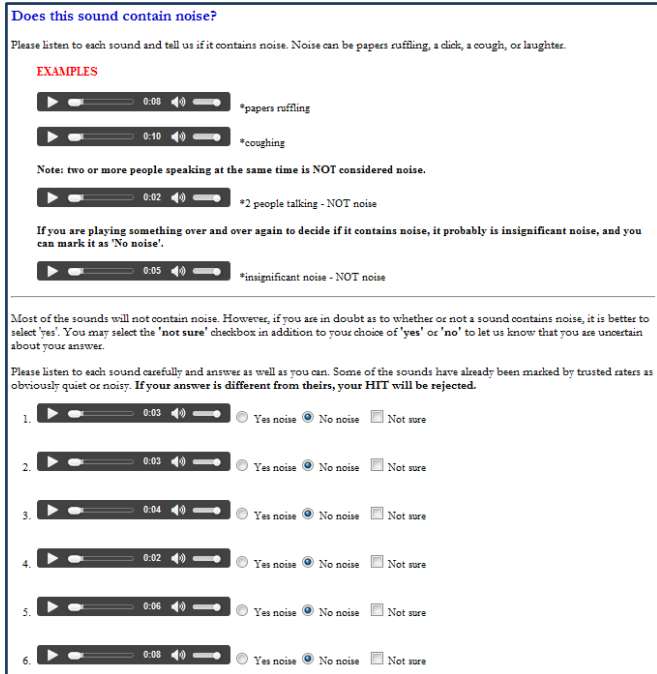 Does this sound contain noise?
Please listen to each sound and tell us if it contains noise. Noise can be papers ruffling, a click, a cough, or laughter.
EXAMPLES
0:08 *papers ruffling
0:10 *coughing
Note: two or more people speaking at the same time is NOT considered noise.
0:02 *2 people talking - NOT noise
If you are playing something over and over again to decide if it contains noise, it probably is insignificant noise, and you
can mark it as 'No noise'.
0:05 *insignificant noise - NOT noise
Most of the sounds will not contain noise. However, if you are in doubt as to whether or not a sound contains noise, it is better to
select 'yes'. You may select the 'not sure' checkbox in addition to your choice of 'yes' or 'no' to let us know that you are uncertain
about your answer.
Please listen to each sound carefully and answer as well as you can. Some of the sounds have already been marked by trusted raters as
obviously quiet or noisy. If your answer is different from theirs, your HIT will be rejected.
1. 0:03 Yes noise No noise Not sure
2. 0:03 Yes noise No noise Not sure
3. 0:04 Yes noise No noise Not sure
4. 0:02 Yes noise No noise Not sure
5. 0:06 Yes noise No noise Not sure
6. 0:08 Yes noise No noise Not sure